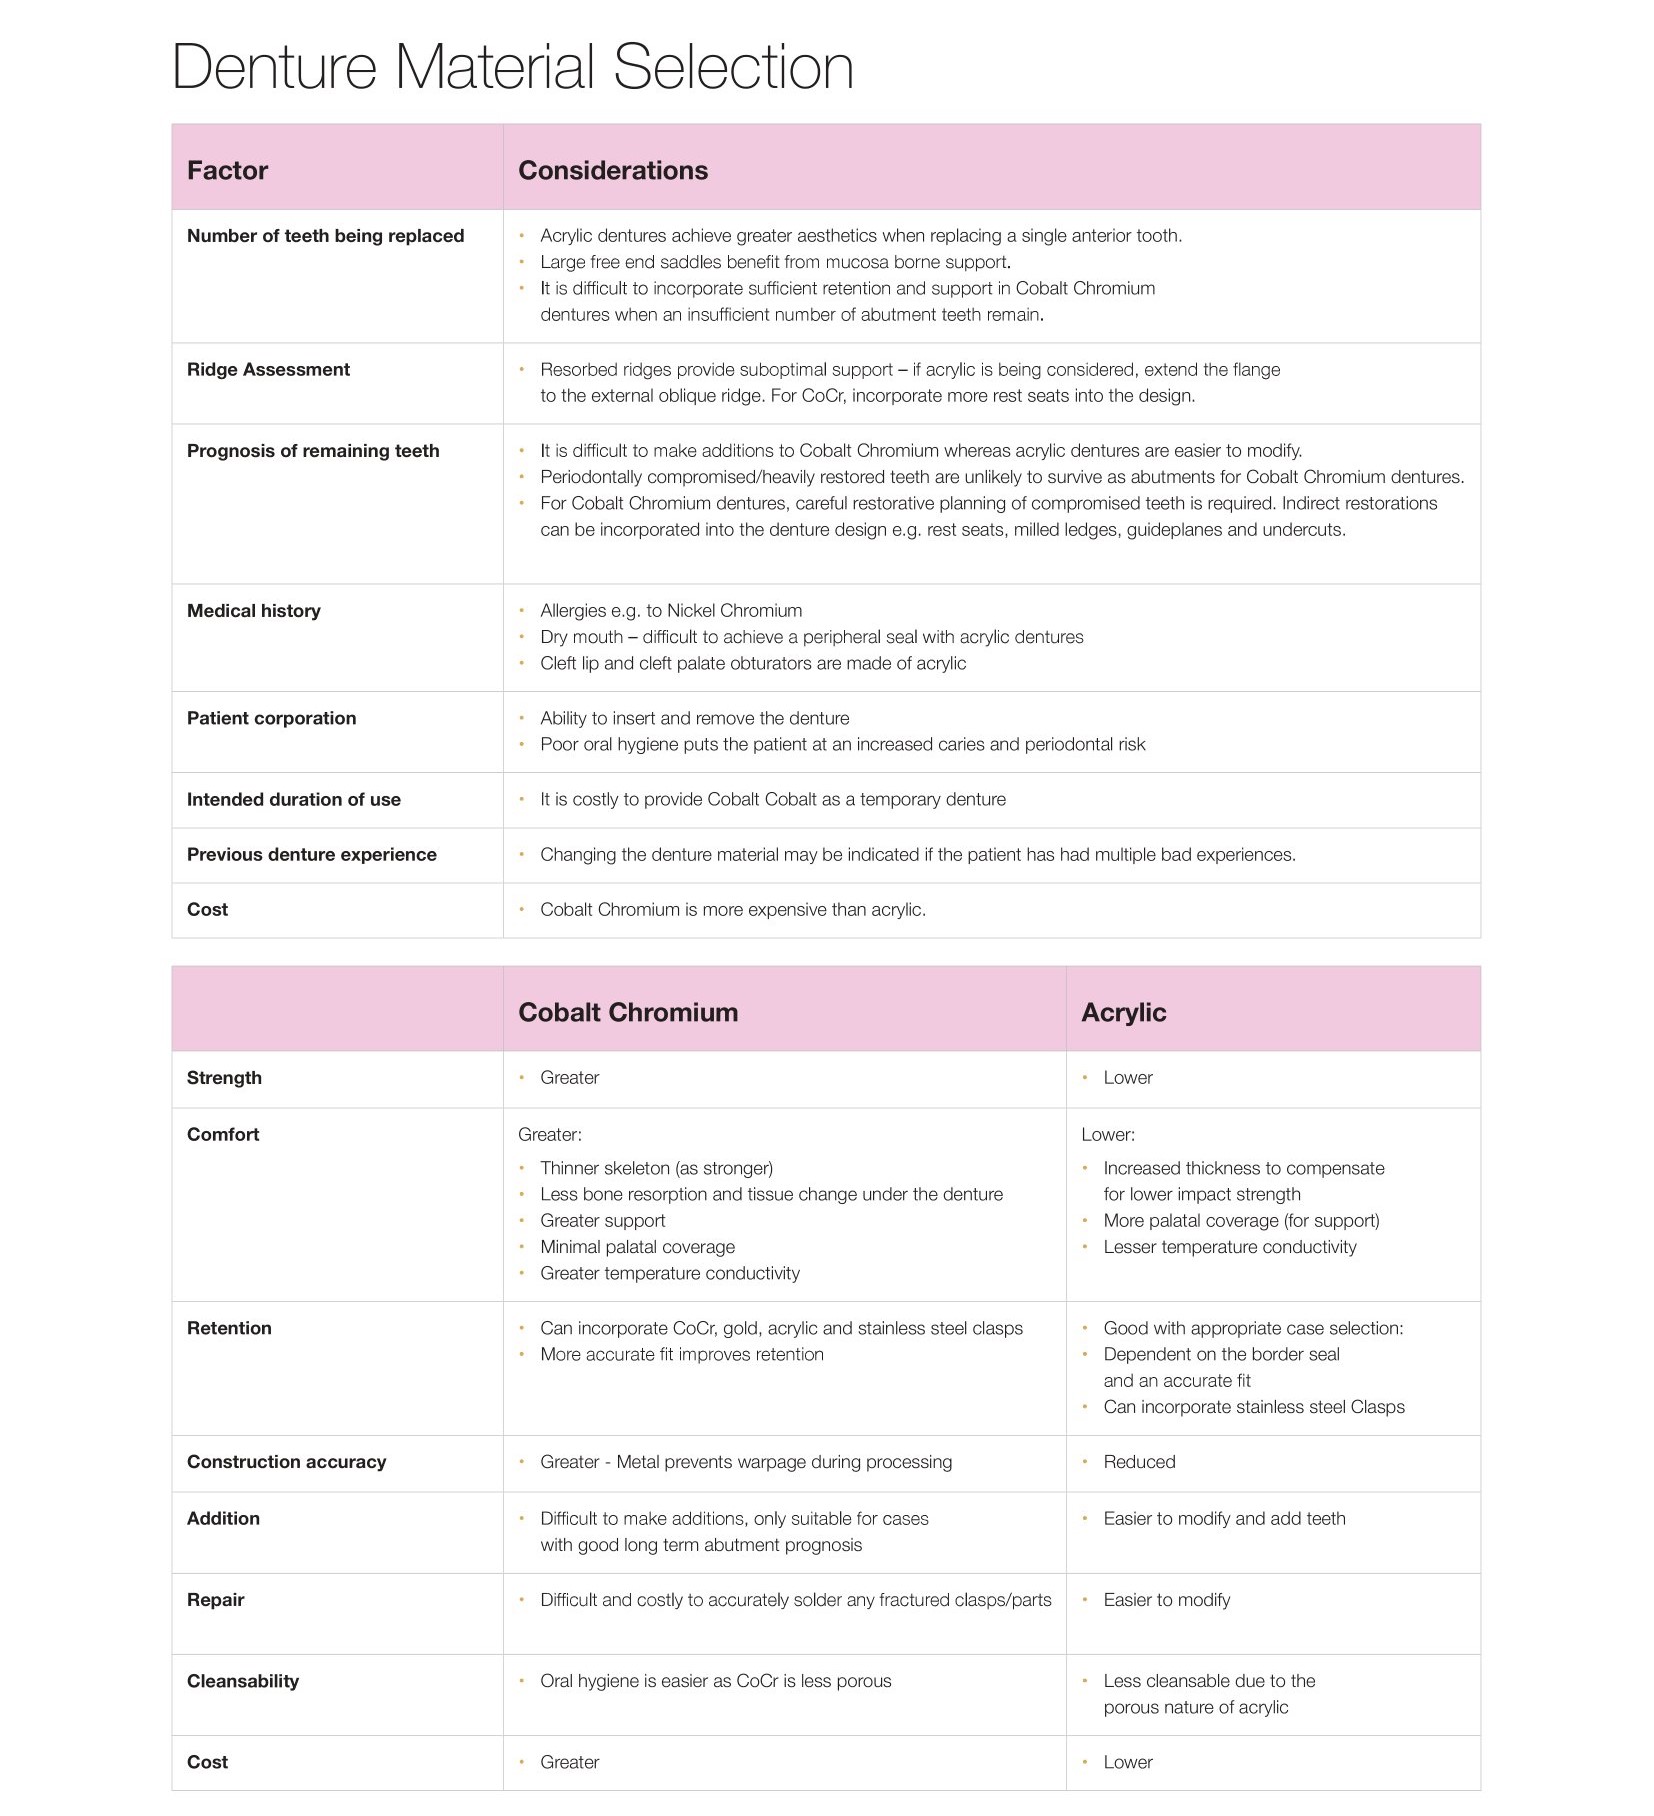 Denture Material Selection
Factor
Considerations
Number of teeth being replaced
• Acrylic dentures achieve greater aesthetics when replacing a single anterior tooth.
• Large free end saddles benefit from mucosa borne support.
• It is difficult to incorporate sufficient retention and support in Cobalt Chromium
dentures when an insufficient number of abutment teeth remain.
Ridge Assessment
• Resorbed ridges provide suboptimal support – if acrylic is being considered, extend the flange
to the external oblique ridge. For CoCr, incorporate more rest seats into the design.
Prognosis of remaining teeth
• It is difficult to make additions to Cobalt Chromium whereas acrylic dentures are easier to modify.
• Periodontally compromised/heavily restored teeth are unlikely to survive as abutments for Cobalt Chromium dentures.
• For Cobalt Chromium dentures, careful restorative planning of compromised teeth is required. Indirect restorations
can be incorporated into the denture design e.g. rest seats, milled ledges, guideplanes and undercuts.
Medical history
• Allergies e.g. to Nickel Chromium
• Dry mouth – difficult to achieve a peripheral seal with acrylic dentures
• Cleft lip and cleft palate obturators are made of acrylic
Patient corporation
• Ability to insert and remove the denture
• Poor oral hygiene puts the patient at an increased caries and periodontal risk
Intended duration of use
• It is costly to provide Cobalt Cobalt as a temporary denture
Previous denture experience
• Changing the denture material may be indicated if the patient has had multiple bad experiences.
Cost
• Cobalt Chromium is more expensive than acrylic.
Cobalt Chromium
Acrylic
Strength
• Greater
• Lower
Comfort
Greater:
• Thinner skeleton (as stronger)
• Less bone resorption and tissue change under the denture
• Greater support
• Minimal palatal coverage
• Greater temperature conductivity
Lower:
• Increased thickness to compensate
for lower impact strength
• More palatal coverage (for support)
• Lesser temperature conductivity
Retention
• Can incorporate CoCr, gold, acrylic and stainless steel clasps
• More accurate fit improves retention
• Good with appropriate case selection:
• Dependent on the border seal
and an accurate fit
• Can incorporate stainless steel Clasps
Construction accuracy
• Greater - Metal prevents warpage during processing
• Reduced
Addition
• Difficult to make additions, only suitable for cases
with good long term abutment prognosis
• Easier to modify and add teeth
Repair
• Difficult and costly to accurately solder any fractured clasps/parts
• Easier to modify
Cleansability
• Oral hygiene is easier as CoCr is less porous
• Less cleansable due to the
porous nature of acrylic
Cost
• Greater
• Lower